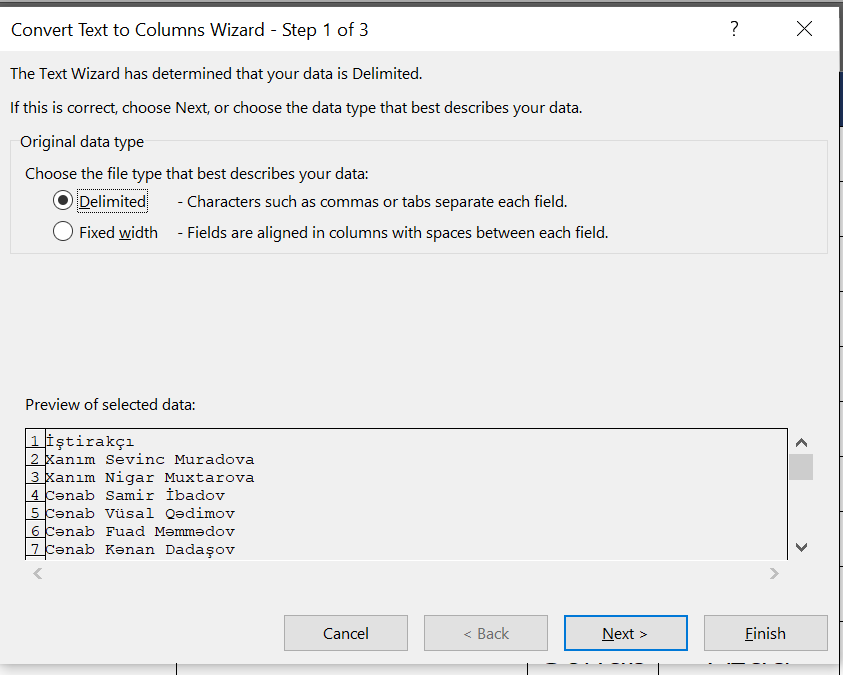 Convert Text to Columns Wizard - Step 1 of 3 ?
The Text Wizard has determined that your data is Delimited.
If this is correct, choose Next, or choose the data type that best describes your data.
Original data type
Choose the file type that best describes your data:
Delimited - Characters such as commas or tabs separate each field.
Fixed width - Fields are aligned in columns with spaces between each field.
Preview of selected data:
1 İştirakçı
2 Xanım Sevinc Muradova
3 Xanım Nigar Muxtarova
4 Cənab Samir İbadov
5 Cənab Vüsal Qədimov
6 Cənab Fuad Məmmədov
7 Cənab Kənan Dadaşov
Cancel < Back Next > Finish